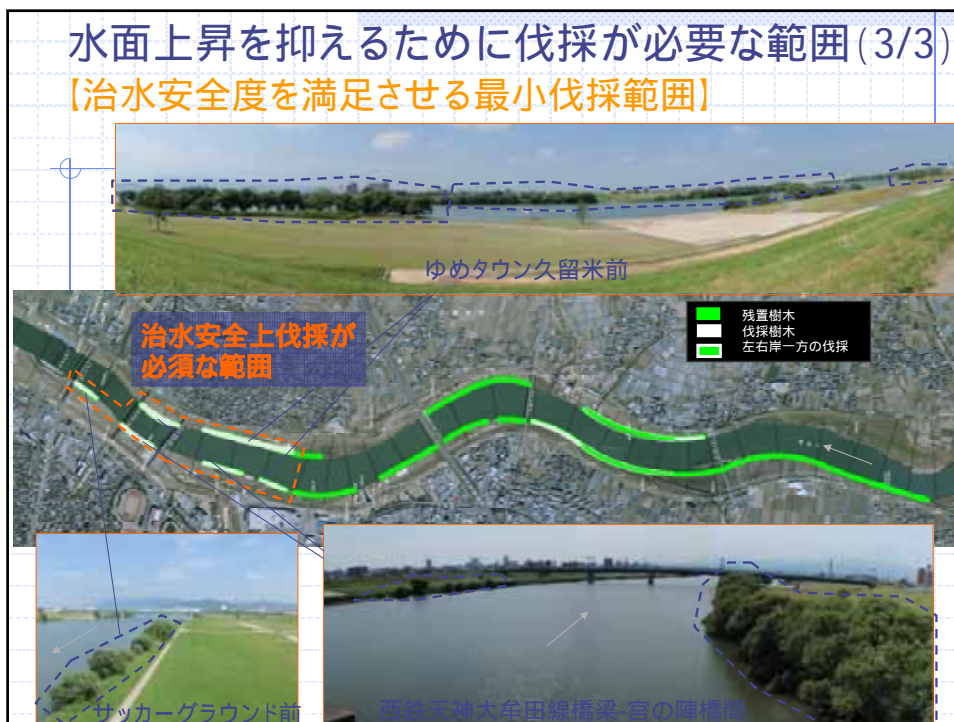 水面上昇を抑えるために伐採が必要な範囲(3/3)
【治水安全度を満足させる最小伐採範囲】
ゆめタウン久留米前
治水安全上伐採が
必須な範囲
残置樹木
伐採樹木
左右岸一方の伐採
サッカーグラウンド前
西鉄天神大牟田線橋梁-宮の陣橋間